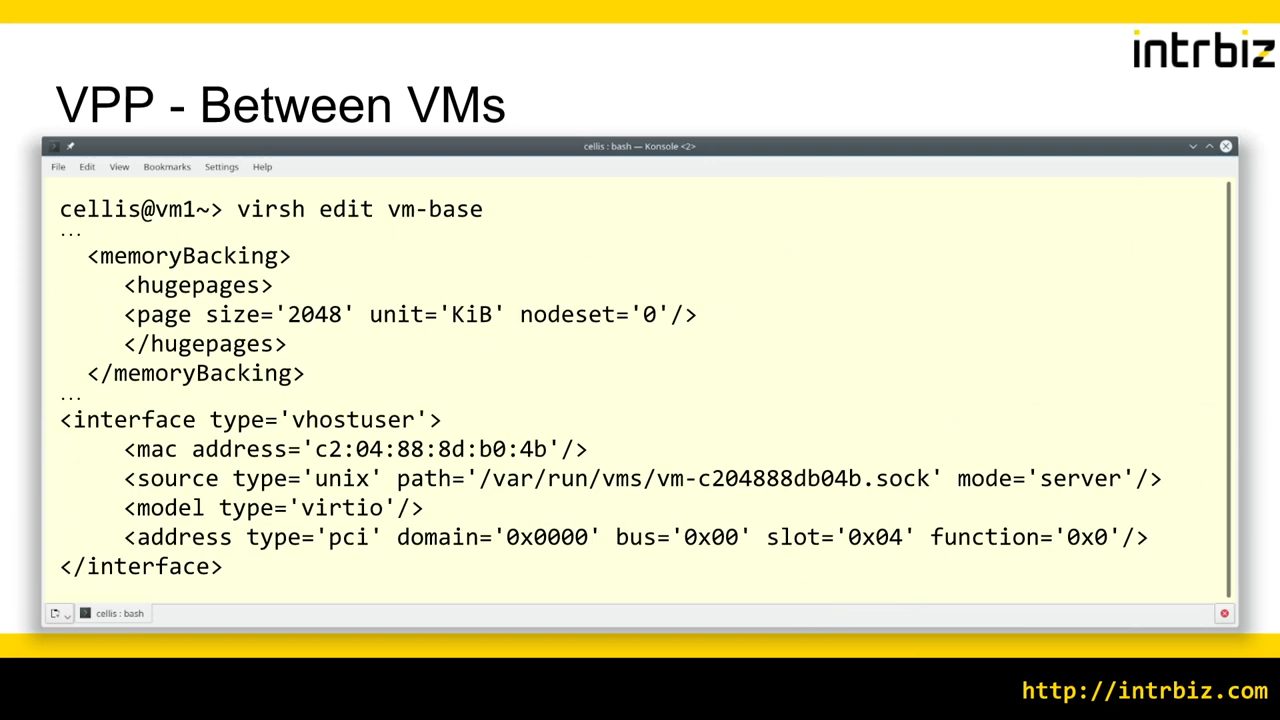 intrbiz
VPP - Between VMs
cellis : bash — Konsole <2>
File Edit View Bookmarks Settings Help
cellis@vm1~> virsh edit vm-base
...
<memoryBacking>
<hugepages>
<page size='2048' unit='KiB' nodeset='0'/>
</hugepages>
</memoryBacking>
...
<interface type='vhostuser'>
<mac address='c2:04:88:8d:b0:4b'/>
<source type='unix' path='/var/run/vms/vm-c204888db04b.sock' mode='server'/>
<model type='virtio'/>
<address type='pci' domain='0x0000' bus='0x00' slot='0x04' function='0x0'/>
</interface>
cellis : bash
http://intrbiz.com